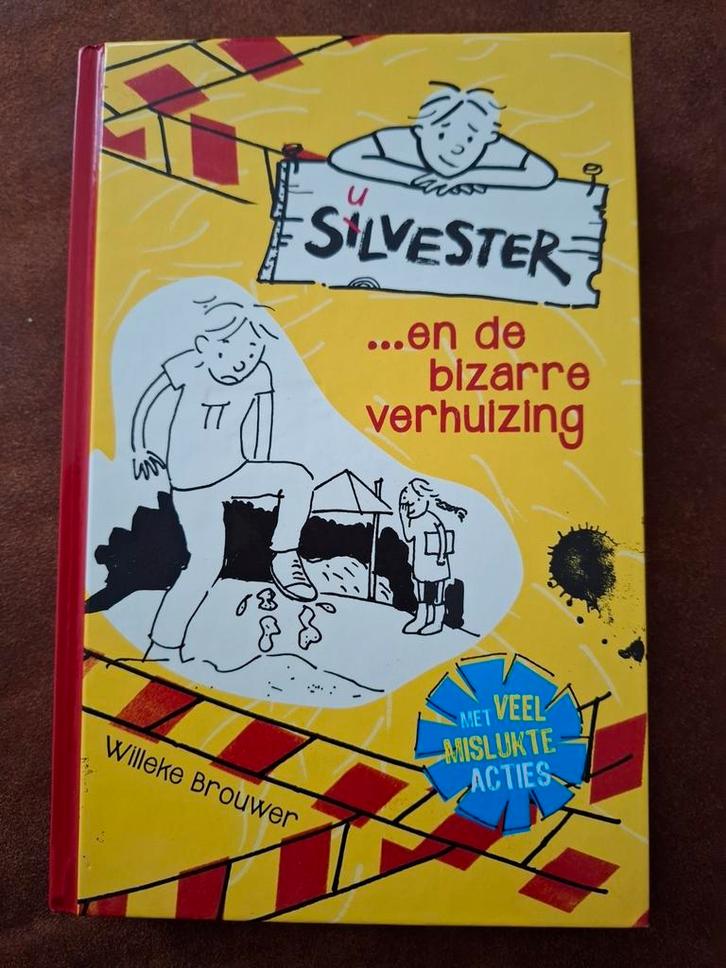 u
SILVESTER
...en de
bizarre
verhuizing
MET VEEL
MISLUKTE
ACTIES
Willeke Brouwer